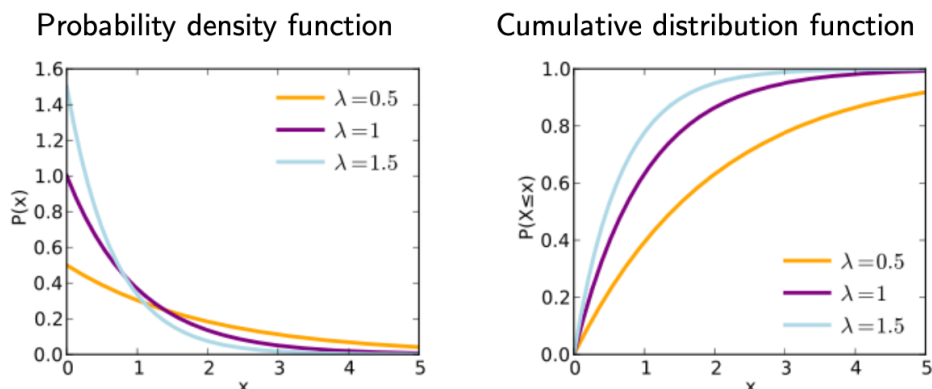 Probability density function
1.6
1.4
1.2
1.0
0.8
0.6
0.4
0.2
0.0
P(x)
λ=0.5
λ=1
λ=1.5
0 1 2 3 4 5
x
Cumulative distribution function
1.0
0.8
0.6
0.4
0.2
0.0
P(X≤x)
λ=0.5
λ=1
λ=1.5
0 1 2 3 4 5
x